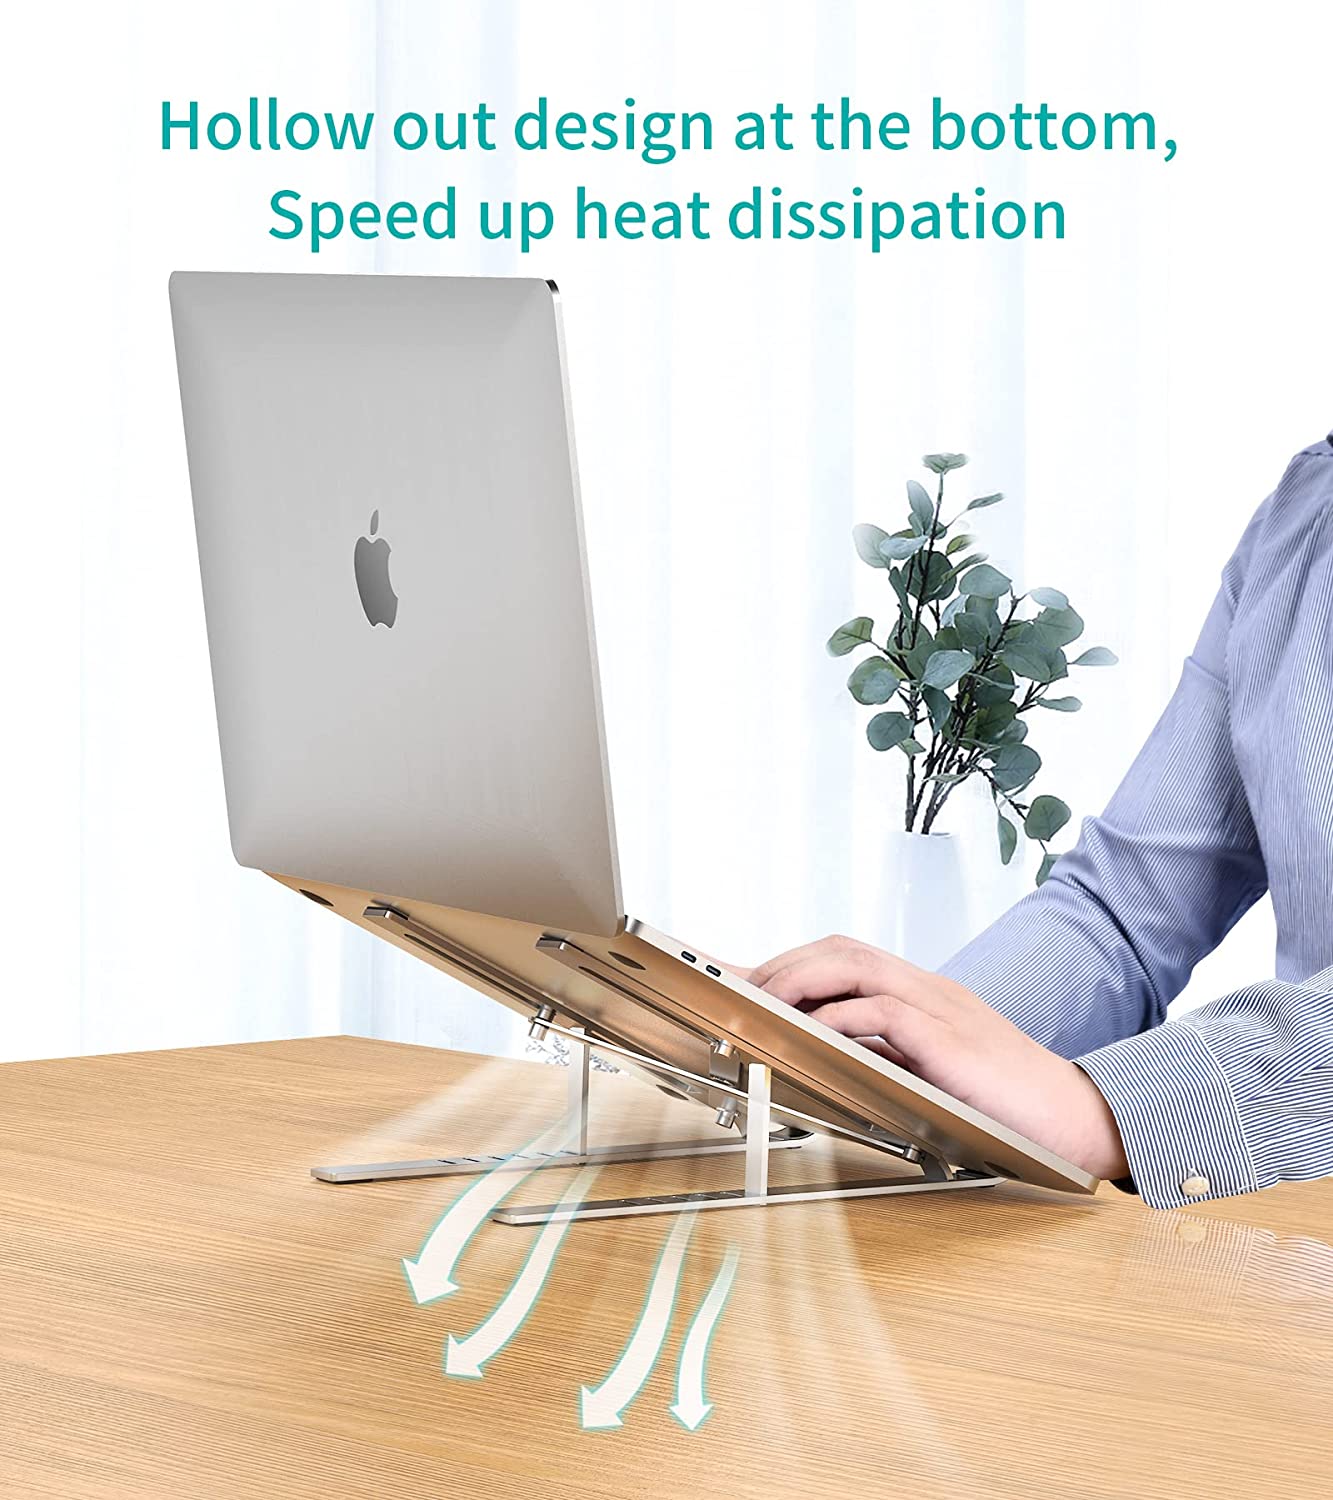 Hollow out design at the bottom,
Speed up heat dissipation